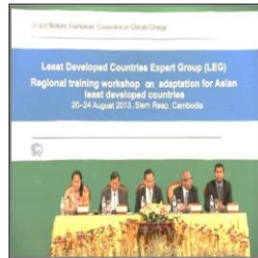 United Nations Framework Convention on Climate Change
Least Developed Countries Expert Group (LEG)
Regional training workshop on adaptation for Asian
least developed countries
20-24 August 2013, Siem Reap, Cambodia